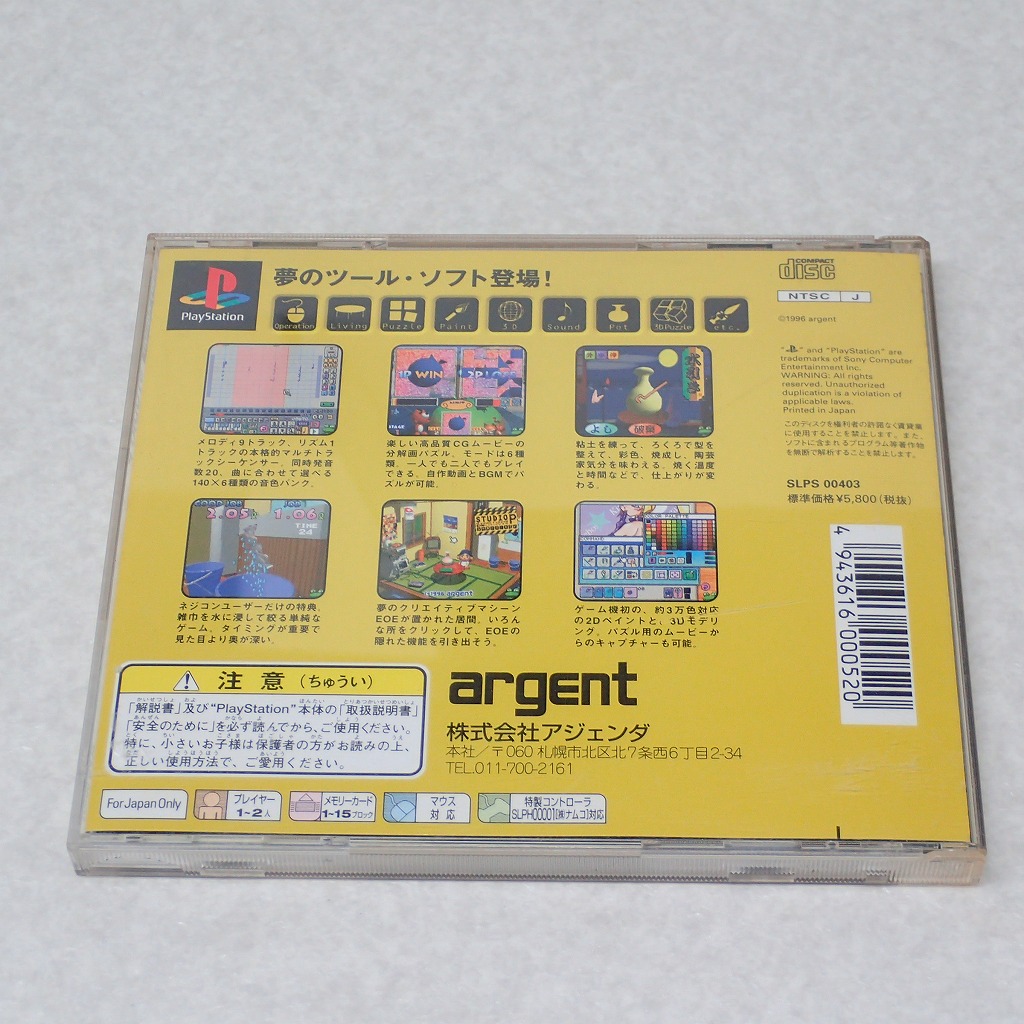 PlayStation
夢のツール・ソフト登場!
Operation
Living
Puzzle
Paint
3D
Sound
Pot
3D Puzzle
etc.
COMPACT
disc
NTSC J
©1996 argent
" " and "PlayStation" are
trademarks of Sony Computer
Entertainment Inc.
WARNING: All rights
reserved. Unauthorized
duplication is a violation of
applicable laws.
Printed in Japan
このディスクを権利者の許諾なく賃貸業
に使用することを禁止します。また、
ソフトに含まれるプログラム等著作物
を無断で解析することも禁止します。
SLPS 00403
標準価格¥5,800(税抜)
1P WIN
2P LOSE
STAGE
よし
破棄
メロディ9トラック、リズム1
トラックの本格的マルチト
ラックシーケンサー。同時発音
数20、曲に合わせて選べる
140×6種類の音色バンク。
楽しい高品質CGムービーの
分解画パズル。モードは6種
類、一人でも二人でもプレイ
できる。自作動画とBGMでパ
ズルが可能。
粘土を練って、ろくろで型を
整えて、彩色、焼成し、陶芸
家気分を味わえる。焼く温度
と時間などで、仕上がりが変
わる。
TIME
24
STUDIO P
©1996 argent
ネジコンユーザーだけの特典。
雑巾を水に浸して絞る単純な
ゲーム。タイミングが重要で
見た目より奥が深い。
夢のクリエイティブマシーン
EOEが置かれた居間。いろん
な所をクリックして、EOEの
隠れた機能を引き出そう。
ゲーム機初の、約3万色対応
の2Dペイントと、3Dモデリ
ング。パズル用のムービーか
らのキャプチャーも可能。
4 943616 000520
注意(ちゅうい)
「解説書」及び"PlayStation"本体の「取扱説明書」
「安全のために」を必ず読んでから、ご使用ください。
特に、小さいお子様は保護者の方がお読みの上、
正しい使用方法で、ご愛用ください。
argent
株式会社アジェンダ
本社/〒060 札幌市北区北7条西6丁目2-34
TEL.011-700-2161
For Japan Only
プレイヤー
1~2人
メモリーカード
1~15ブロック
マウス
対応
特製コントローラ
SLPH00001[㈱ナムコ]対応